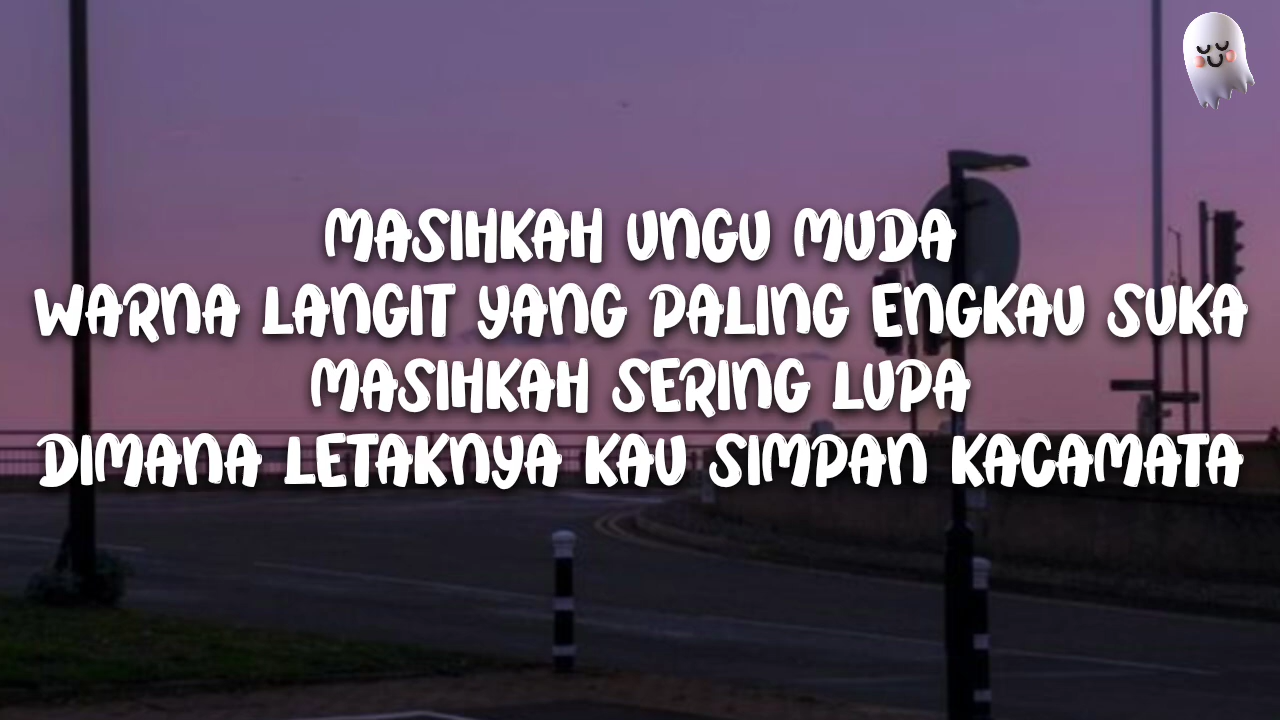 MASIHKAH UNGU MUDA
WARNA LANGIT YANG PALING ENGKAU SUKA
MASIHKAH SERING LUPA
DIMANA LETAKNYA KAU SIMPAN KACAMATA